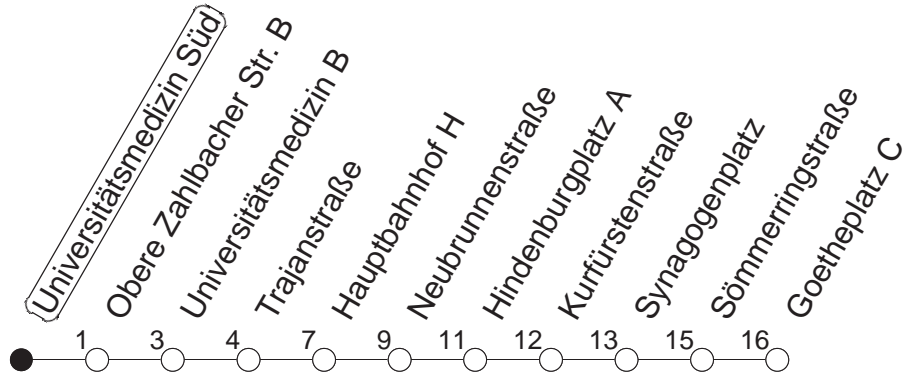 Universitätsmedizin Süd
Obere Zahlbacher Str. B
Universitätsmedizin B
Trajanstraße
Hauptbahnhof H
Neubrunnenstraße
Hindenburgplatz A
Kurfürstenstraße
Synagogenplatz
Sömmerringstraße
Goetheplatz C
1 3 4 7 9 11 12 13 15 16